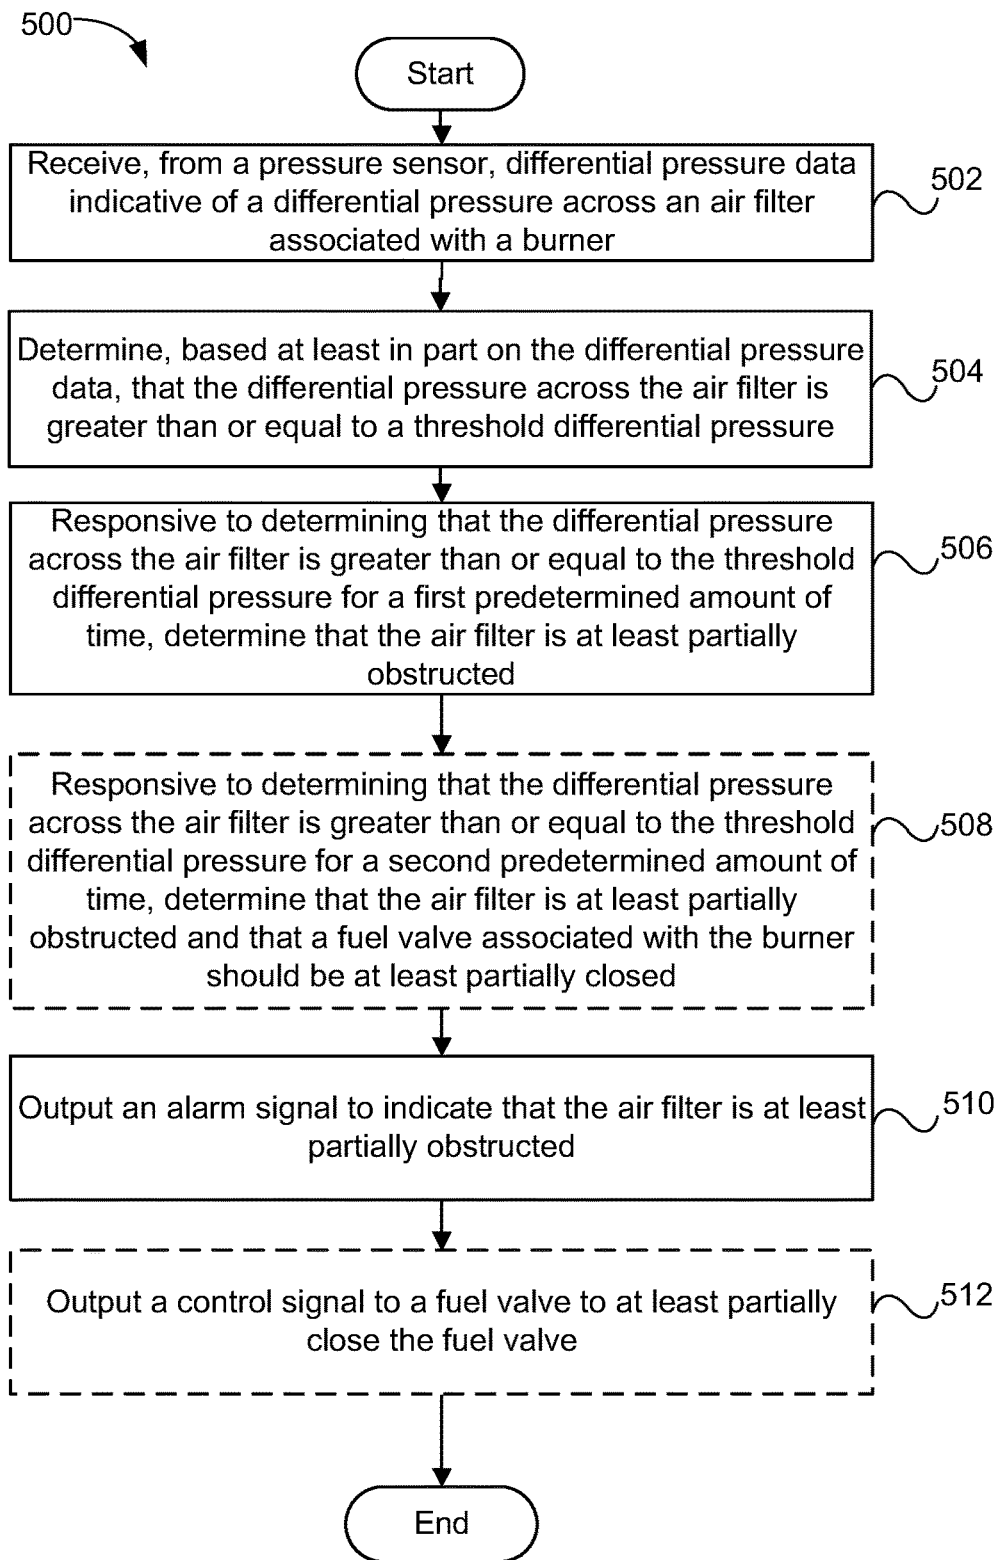 500
Start
Receive, from a pressure sensor, differential pressure data
indicative of a differential pressure across an air filter
associated with a burner
502
Determine, based at least in part on the differential pressure
data, that the differential pressure across the air filter is
greater than or equal to a threshold differential pressure
504
Responsive to determining that the differential pressure
across the air filter is greater than or equal to the threshold
differential pressure for a first predetermined amount of
time, determine that the air filter is at least partially
obstructed
506
Responsive to determining that the differential pressure
across the air filter is greater than or equal to the threshold
differential pressure for a second predetermined amount of
time, determine that the air filter is at least partially
obstructed and that a fuel valve associated with the burner
should be at least partially closed
508
Output an alarm signal to indicate that the air filter is at least
partially obstructed
510
Output a control signal to a fuel valve to at least partially
close the fuel valve
512
End